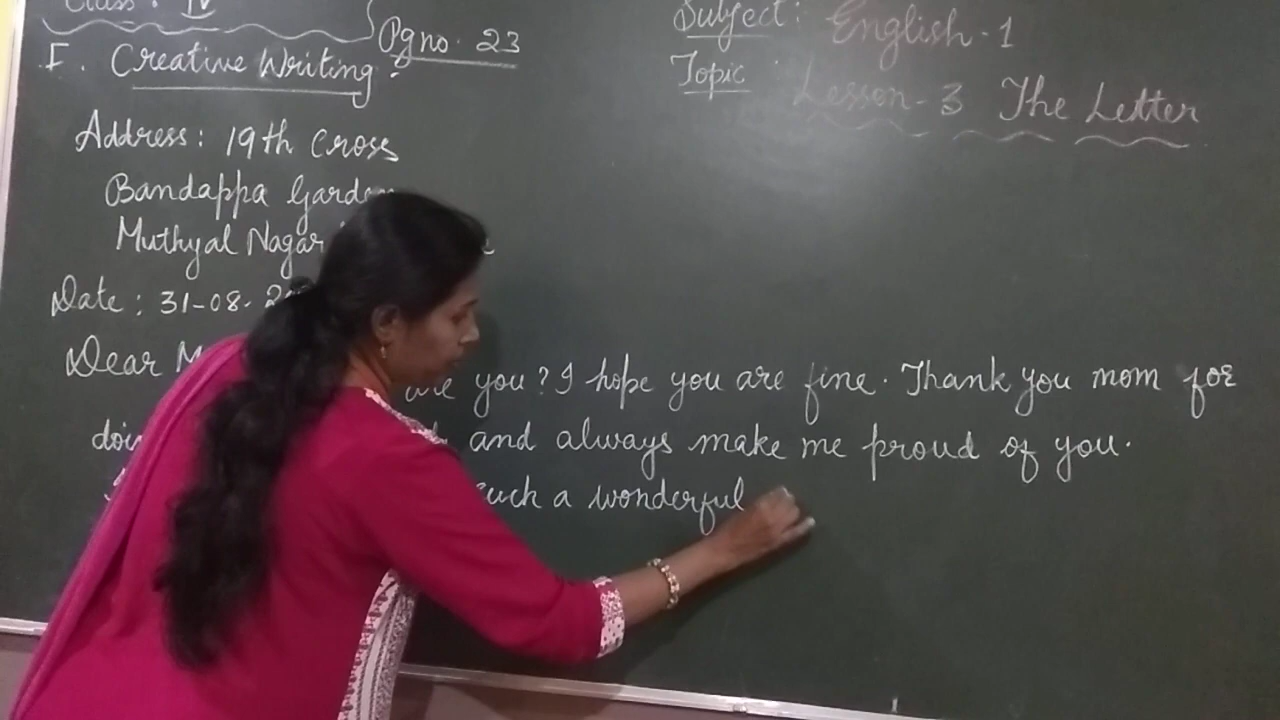 Class: IV
Subject: English-1
Pg no. 23
F. Creative Writing:
Topic: Lesson-3 The Letter
Address: 19th Cross
Bandappa
Muthyal Nagar
Date: 31-08-
Dear
you? I hope you are fine. Thank you mom for
and always make me proud of you.
such a wonderful